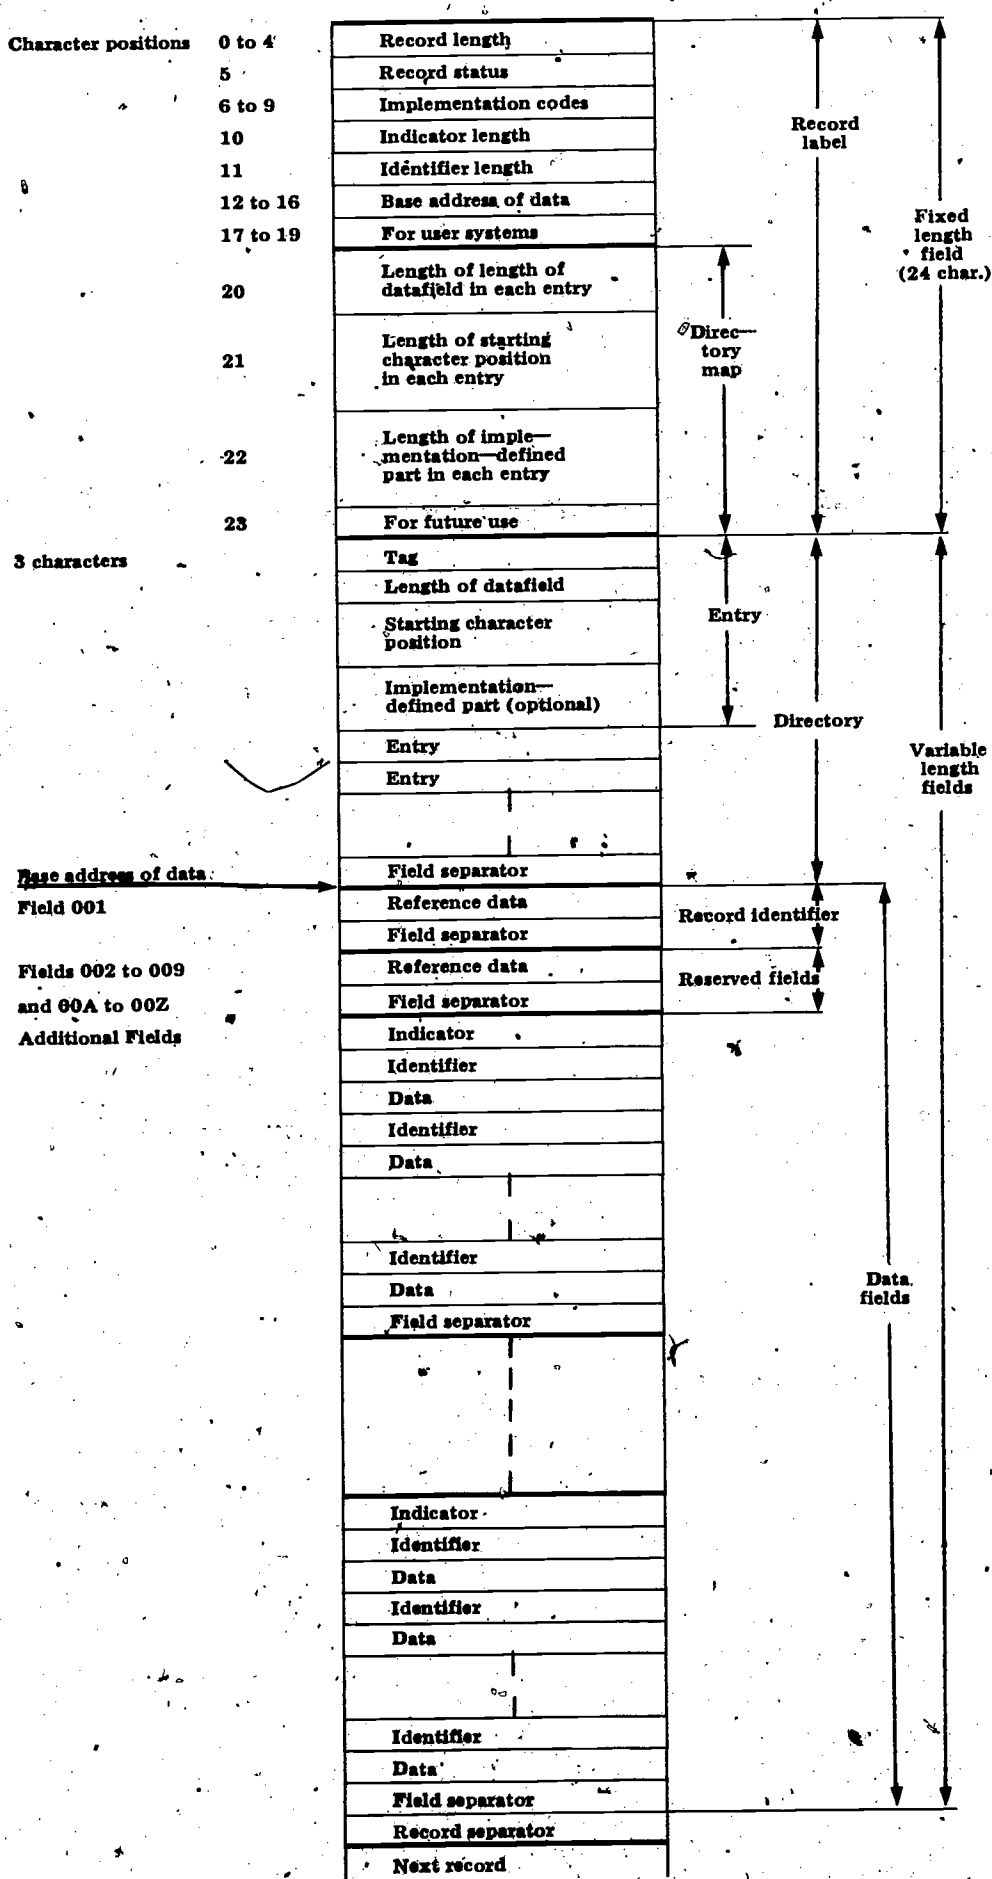 Character positions 0 to 4 Record length
5 Record status
6 to 9 Implementation codes
10 Indicator length
11 Identifier length
12 to 16 Base address of data
17 to 19 For user systems
Record
label
Fixed
length
field
(24 char.)
20
Length of length of
datafield in each entry
21
Length of starting
character position
in each entry
Direc—
tory
map
22
Length of imple—
mentation—defined
part in each entry
23 For future use
3 characters Tag
Length of datafield
Starting character
position
Entry
Implementation—
defined part (optional)
Directory
Entry
Entry
Variable
length
fields
Field separator
Base address of data
Field 001 Reference data
Field separator
Record identifier
Fields 002 to 009 Reference data
and 00A to 00Z Field separator
Reserved fields
Additional Fields Indicator
Identifier
Data
Identifier
Data
Identifier
Data
Field separator
Data
fields
Indicator
Identifier
Data
Identifier
Data
Identifier
Data
Field separator
Record separator
Next record